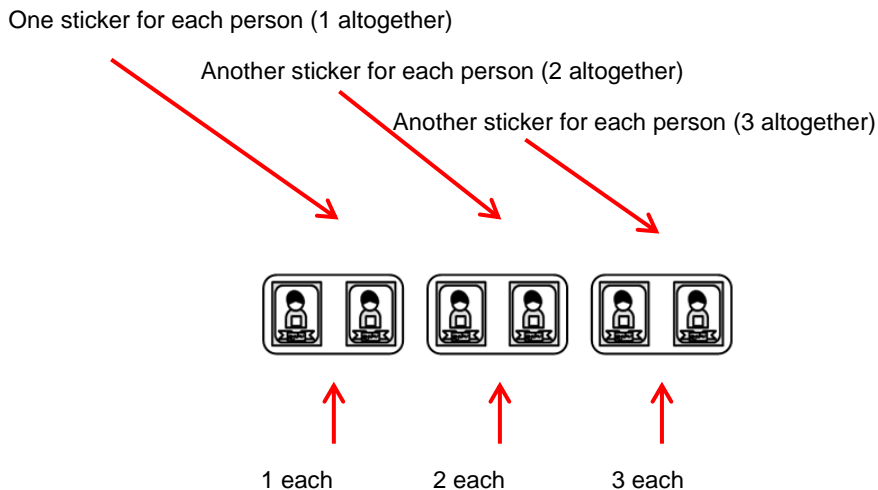 One sticker for each person (1 altogether)
Another sticker for each person (2 altogether)
Another sticker for each person (3 altogether)
1 each
2 each
3 each